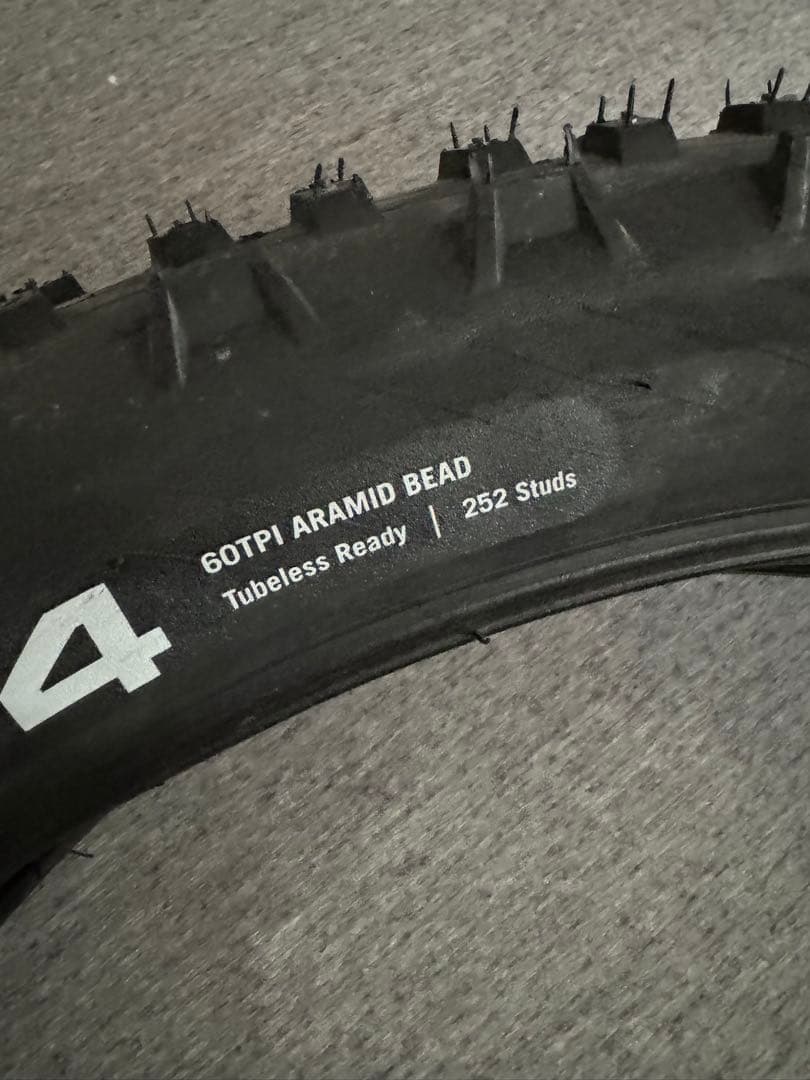 60TPI ARAMID BEAD
Tubeless Ready | 252 Studs
4